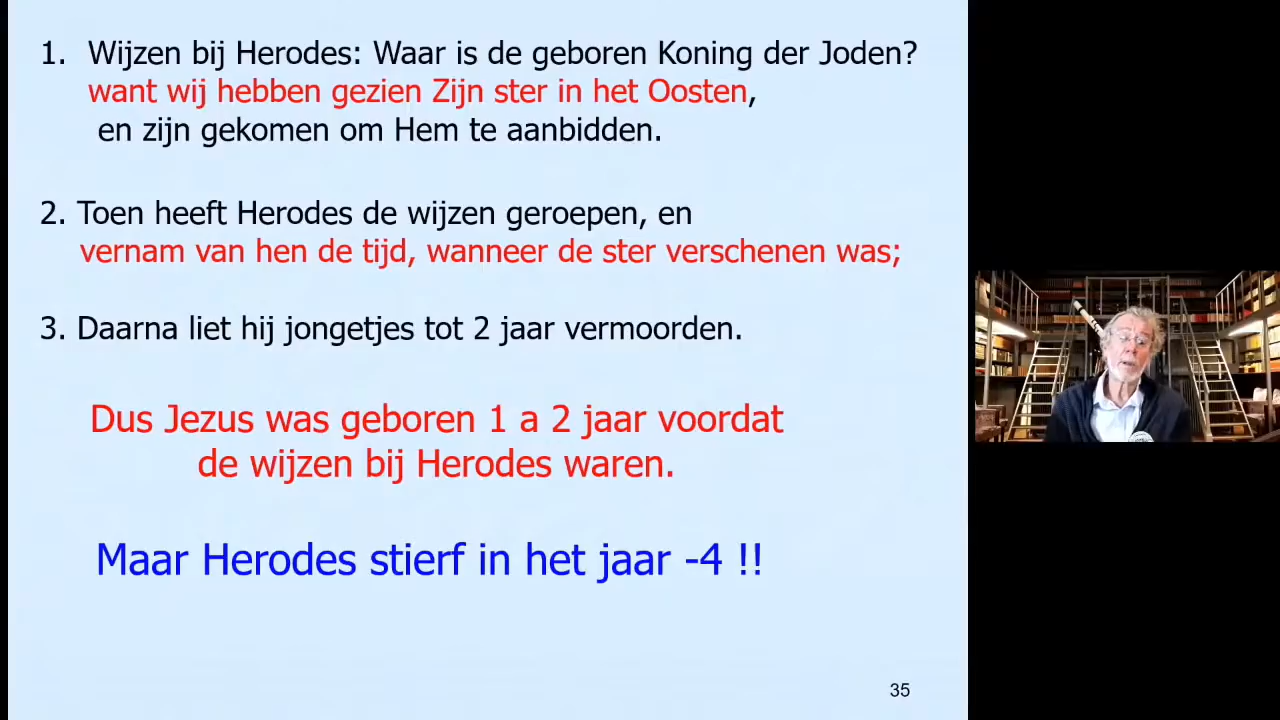 1. Wijzen bij Herodes: Waar is de geboren Koning der Joden?
want wij hebben gezien Zijn ster in het Oosten,
en zijn gekomen om Hem te aanbidden.
2. Toen heeft Herodes de wijzen geroepen, en
vernam van hen de tijd, wanneer de ster verschenen was;
3. Daarna liet hij jongetjes tot 2 jaar vermoorden.
Dus Jezus was geboren 1 a 2 jaar voordat
de wijzen bij Herodes waren.
Maar Herodes stierf in het jaar -4 !!
35